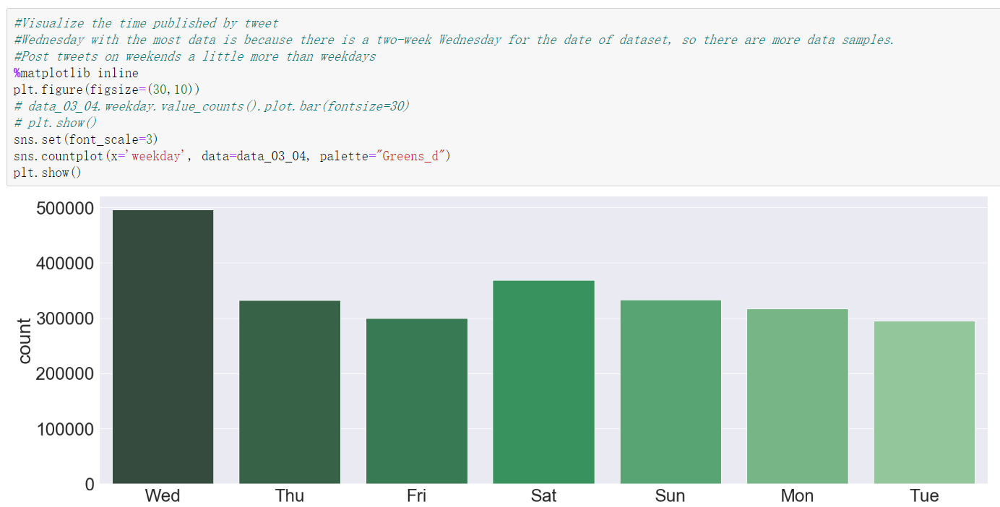 #Visualize the time published by tweet
#Wednesday with the most data is because there is a two-week Wednesday for the date of dataset, so there are more data samples.
#Post tweets on weekends a little more than weekdays
%matplotlib inline
plt.figure(figsize=(30,10))
# data_03_04.weekday.value_counts().plot.bar(fontsize=30)
# plt.show()
sns.set(font_scale=3)
sns.countplot(x='weekday', data=data_03_04, palette="Greens_d")
plt.show()
500000
400000
300000
200000
100000
0
count
Wed Thu Fri Sat Sun Mon Tue